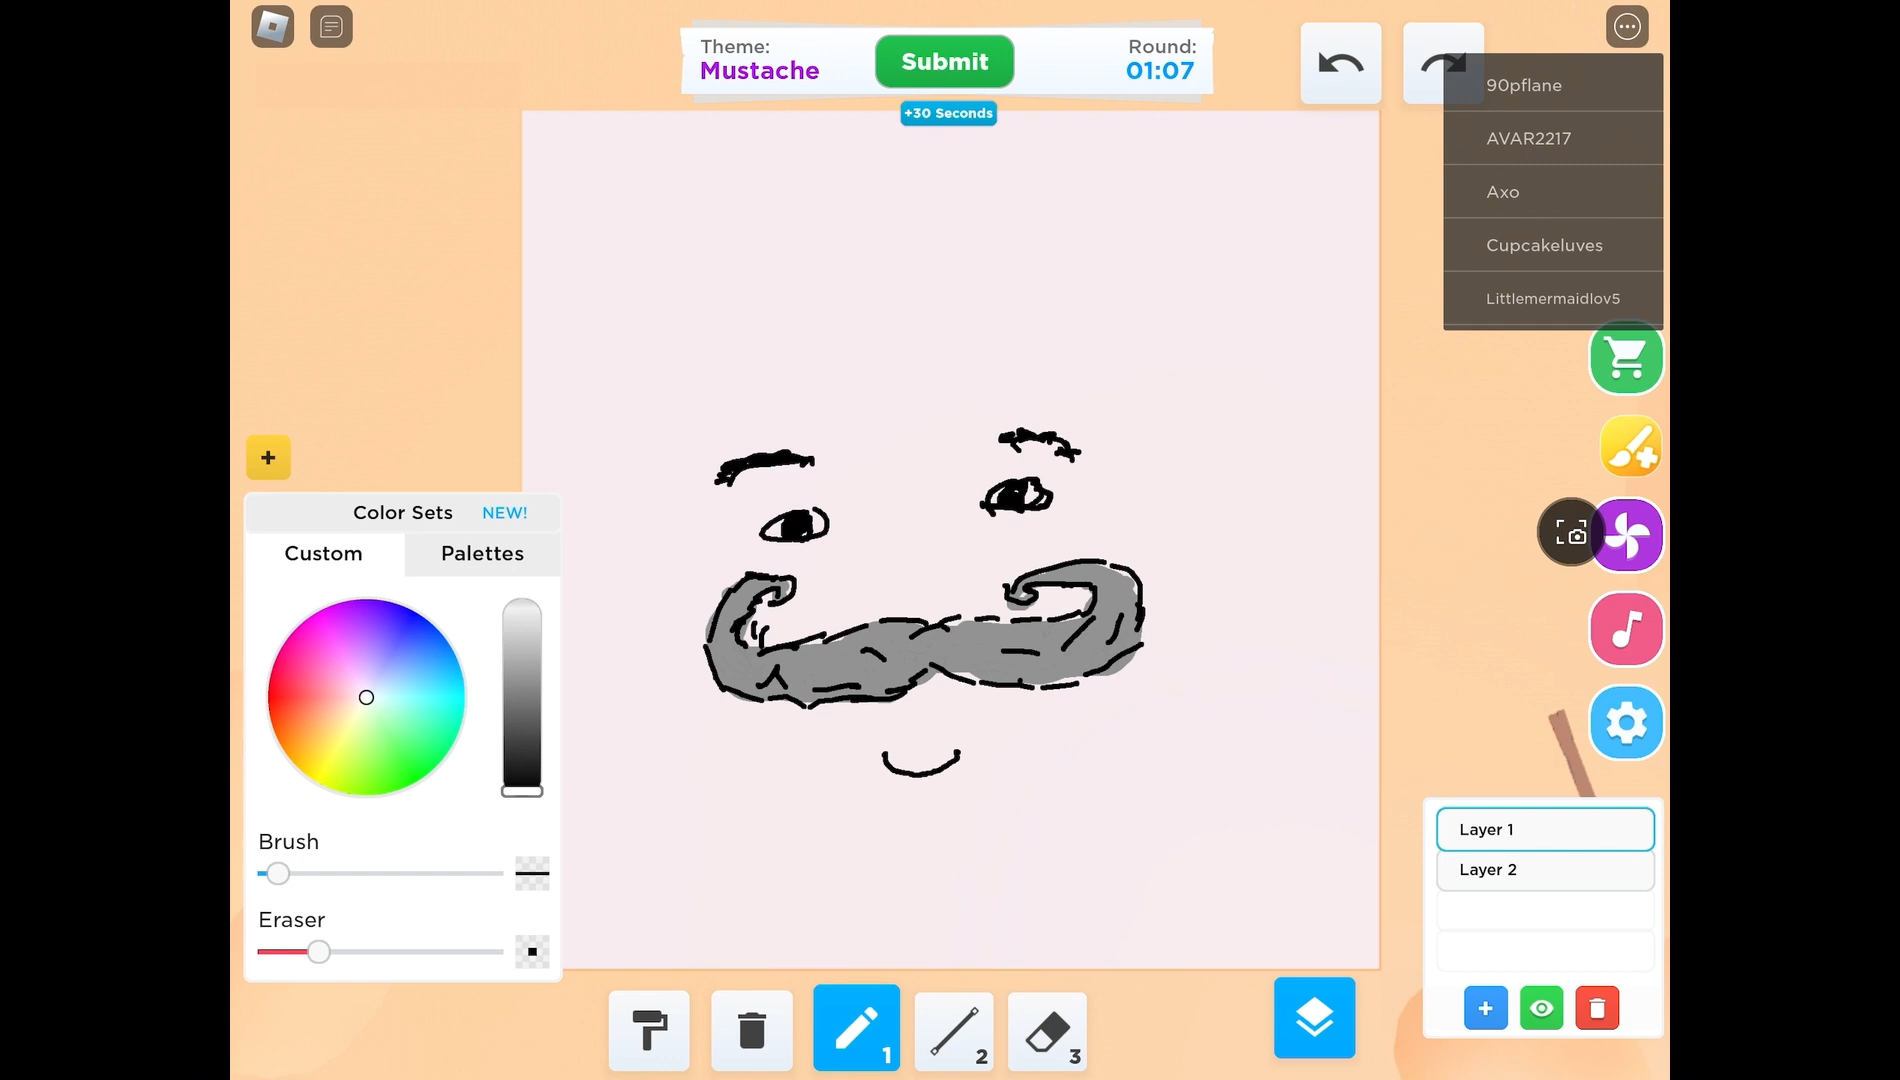 Theme:
Mustache
Submit
Round:
01:07
+30 Seconds
90pflane
AVAR2217
Axo
Cupcakeluves
Littlemermaidlov5
+
Color Sets NEW!
Custom Palettes
Brush
Eraser
Layer 1
Layer 2
1
2
3
+